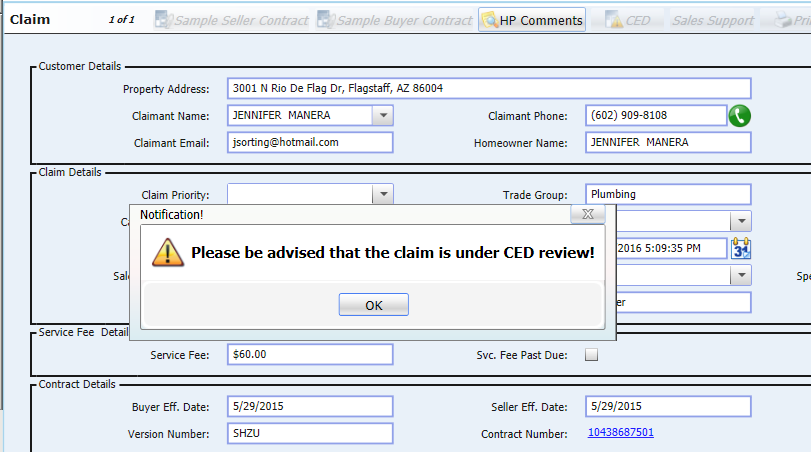 Claim 1 of 1 Sample Seller Contract Sample Buyer Contract HP Comments CED Sales Support
Customer Details
Property Address: 3001 N Rio De Flag Dr, Flagstaff, AZ 86004
Claimant Name: JENNIFER MANERA Claimant Phone: (602) 909-8108
Claimant Email: jsorting@hotmail.com Homeowner Name: JENNIFER MANERA
Claim Details
Claim Priority: Trade Group: Plumbing
Notification! X
Please be advised that the claim is under CED review!
2016 5:09:35 PM
31
OK
Service Fee Detail
Service Fee: $60.00 Svc. Fee Past Due:
Contract Details
Buyer Eff. Date: 5/29/2015 Seller Eff. Date: 5/29/2015
Version Number: SHZU Contract Number: 10438687501